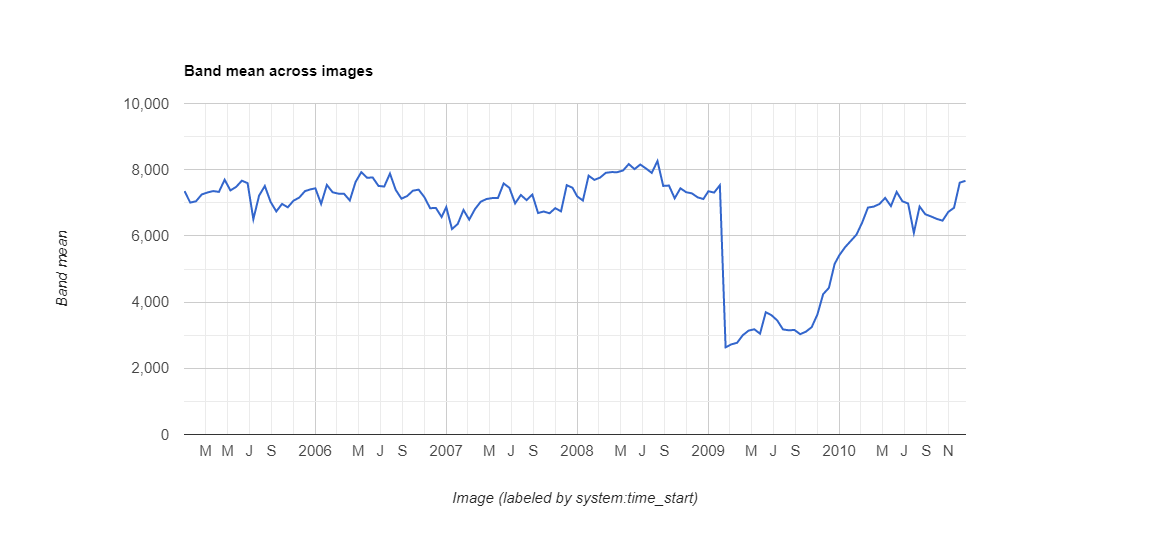 Band mean across images
10,000
8,000
6,000
4,000
2,000
0
Band mean
M M J S 2006 M J S 2007 M J S 2008 M J S 2009 M J S 2010 M J S N
Image (labeled by system:time_start)